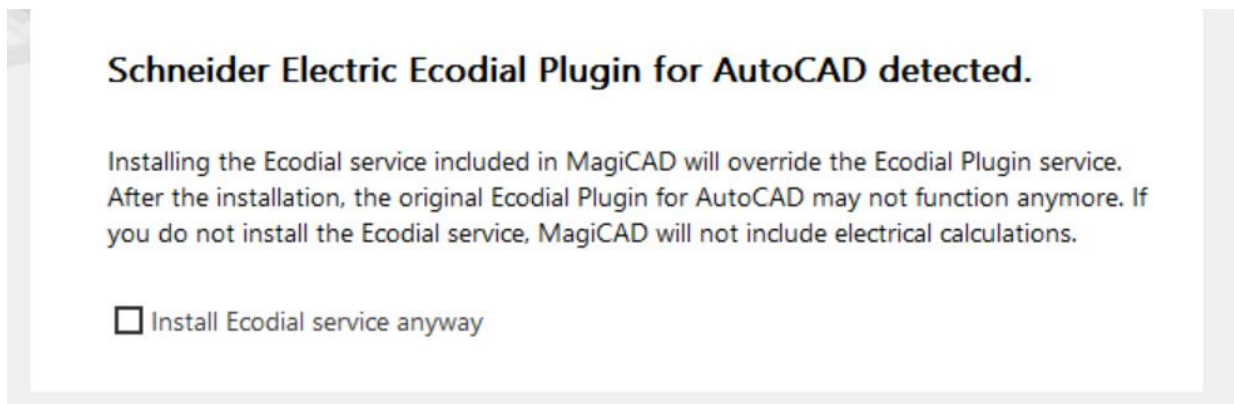 Schneider Electric Ecodial Plugin for AutoCAD detected.
Installing the Ecodial service included in MagiCAD will override the Ecodial Plugin service.
After the installation, the original Ecodial Plugin for AutoCAD may not function anymore. If
you do not install the Ecodial service, MagiCAD will not include electrical calculations.
Install Ecodial service anyway